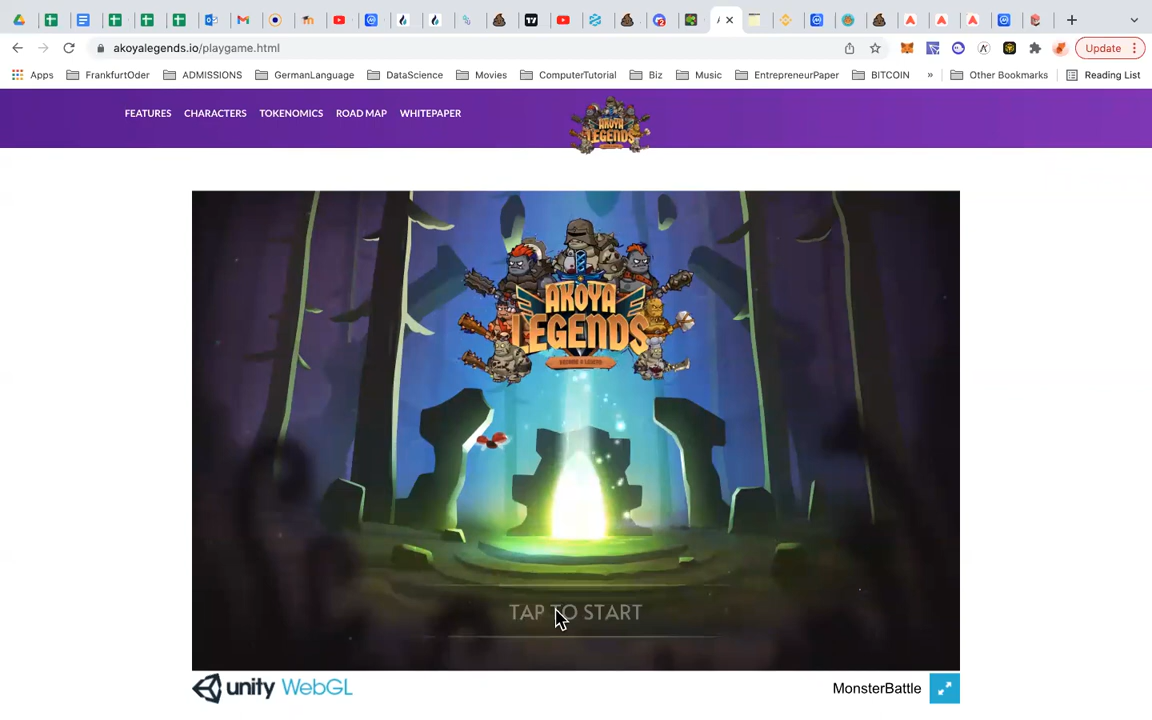 Update
akoyalegends.io/playgame.html
Apps FrankfurtOder ADMISSIONS GermanLanguage DataScience Movies ComputerTutorial Biz Music EntrepreneurPaper BITCOIN » Other Bookmarks Reading List
FEATURES CHARACTERS TOKENOMICS ROAD MAP WHITEPAPER
AKOYA
LEGENDS
AKOYA
LEGENDS
TAP TO START
unity WebGL
MonsterBattle